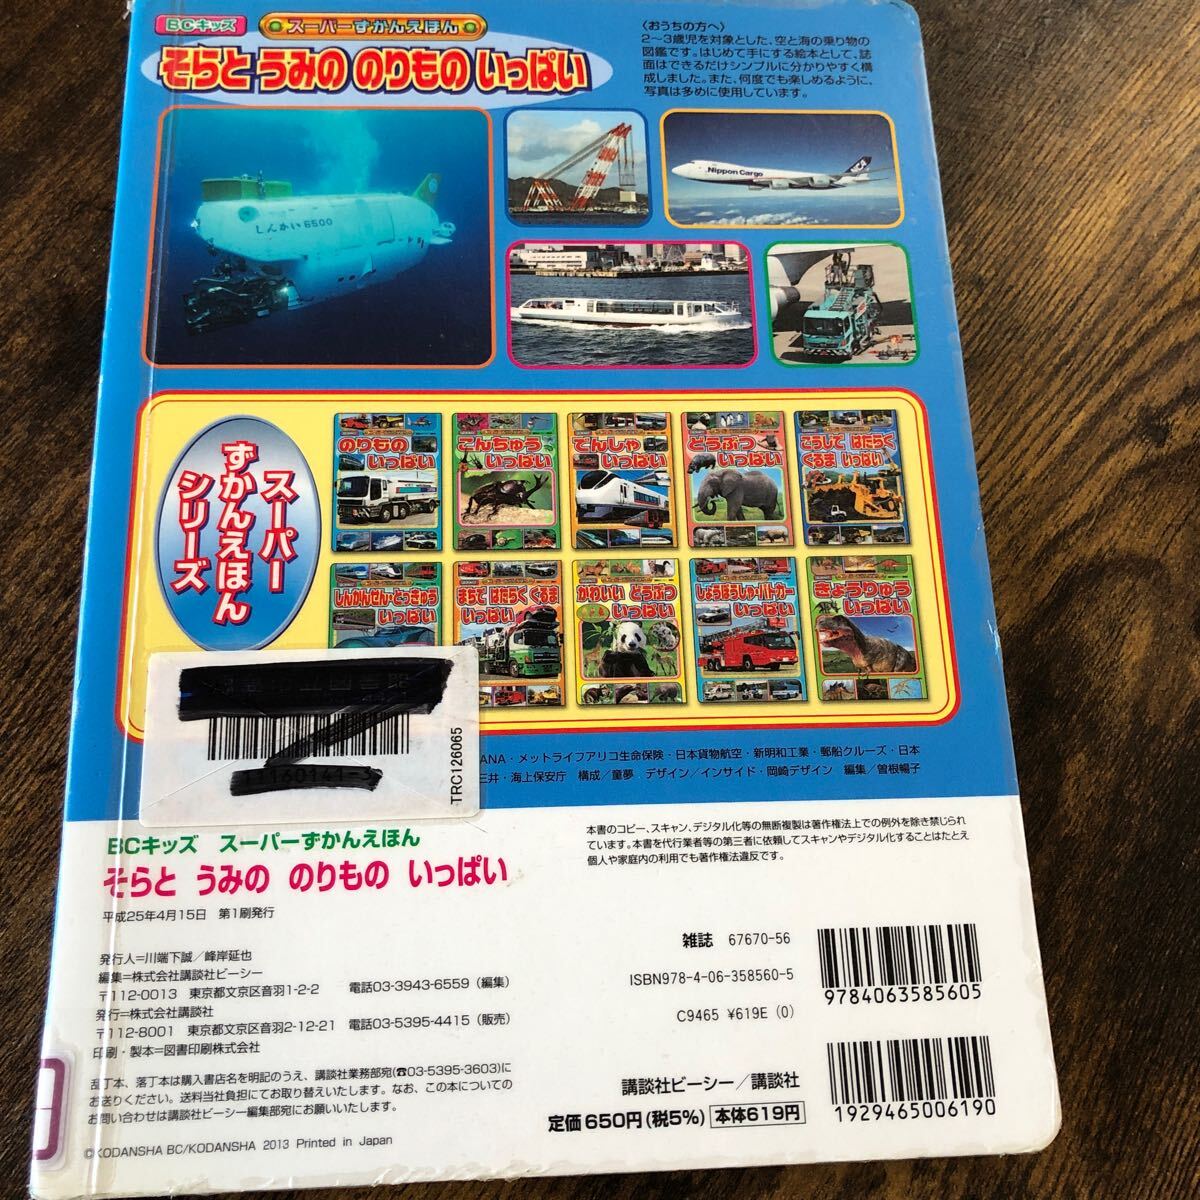 BCキッズ
スーパーずかんえほん
そらと うみの のりもの いっぱい
〈おうちの方へ〉
2〜3歳児を対象とした、空と海の乗り物の
図鑑です。はじめて手にする絵本として、誌
面はできるだけシンプルに分かりやすく構
成しました。また、何度でも楽しめるように、
写真は多めに使用しています。
しんかい6500
Nippon Cargo
スーパー
ずかんえほん
シリーズ
のりもの
いっぱい
こんちゅう
いっぱい
でんしゃ
いっぱい
どうぶつ
いっぱい
こうじで はたらく
くるま いっぱい
しんかんせん・とっきゅう
いっぱい
まちで はたらくくるま
いっぱい
かわいい どうぶつ
いっぱい
しょうぼうしゃ・パトカー
いっぱい
きょうりゅう
いっぱい
TRC126065
ANA・メットライフアリコ生命保険・日本貨物航空・新明和工業・郵船クルーズ・日本
三井・海上保安庁 構成/童夢 デザイン/インサイド・岡崎デザイン 編集/曽根暢子
BCキッズ スーパーずかんえほん
そらと うみの のりもの いっぱい
平成25年4月15日 第1刷発行
本書のコピー、スキャン、デジタル化等の無断複製は著作権法上での例外を除き禁じられ
ています。本書を代行業者等の第三者に依頼してスキャンやデジタル化することはたとえ
個人や家庭内の利用でも著作権法違反です。
発行人=川端下誠/峰岸延也
編集=株式会社講談社ビーシー
〒112-0013 東京都文京区音羽1-2-2 電話03-3943-6559(編集)
発行=株式会社講談社
〒112-8001 東京都文京区音羽2-12-21 電話03-5395-4415(販売)
印刷・製本=図書印刷株式会社
乱丁本、落丁本は購入書店名を明記のうえ、講談社業務部宛(☎03-5395-3603)に
お送りください。送料当社負担にてお取り替えいたします。なお、この本についての
お問い合わせは講談社ビーシー編集部宛にお願いいたします。
©KODANSHA BC/KODANSHA 2013 Printed in Japan
雑誌 67670-56
ISBN978-4-06-358560-5
C9465 ¥619E (0)
9784063585605
1929465006190
講談社ビーシー/講談社
定価650円(税5%) 本体619円